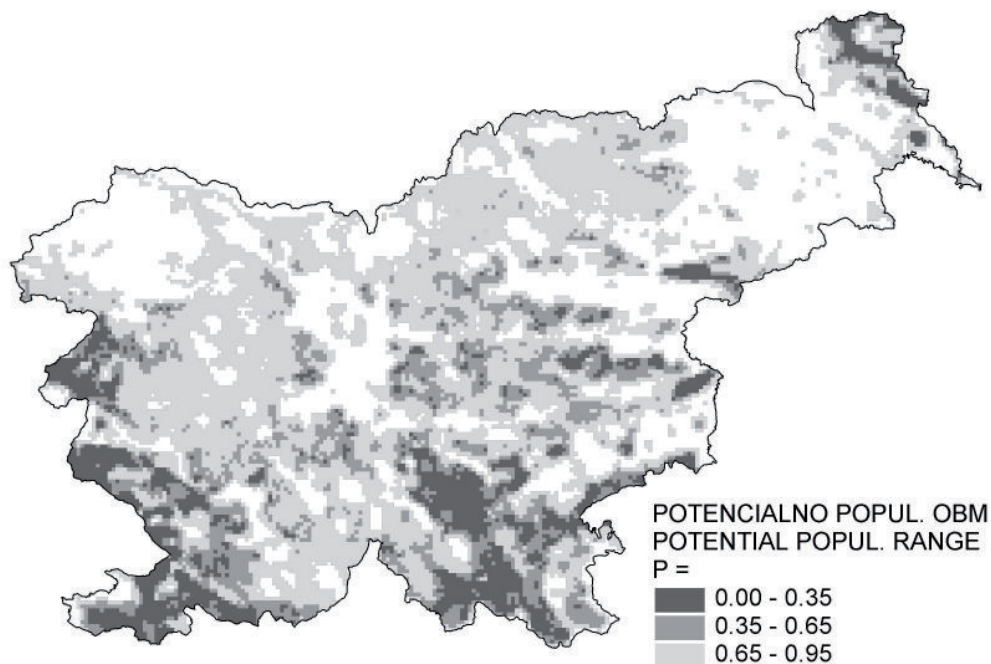 POTENCIALNO POPUL. OBM
POTENTIAL POPUL. RANGE
P =
0.00 - 0.35
0.35 - 0.65
0.65 - 0.95